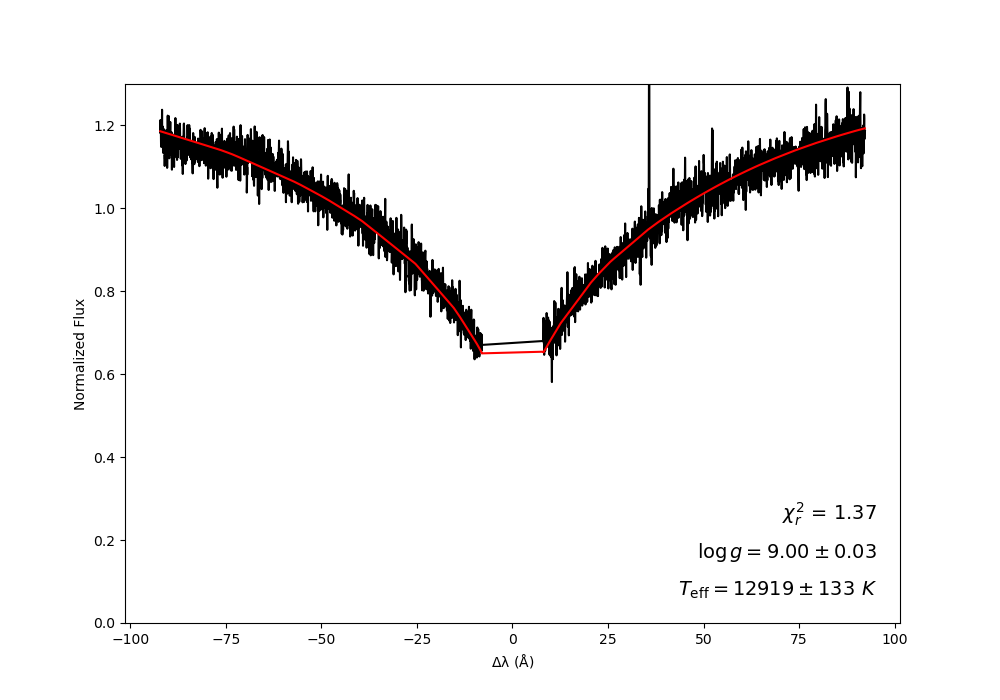 1.2
1.0
0.8
0.6
0.4
0.2
0.0
Normalized Flux
χ²ᵣ = 1.37
log g = 9.00 ± 0.03
T_eff = 12919 ± 133 K
−100 −75 −50 −25 0 25 50 75 100
Δλ (Å)